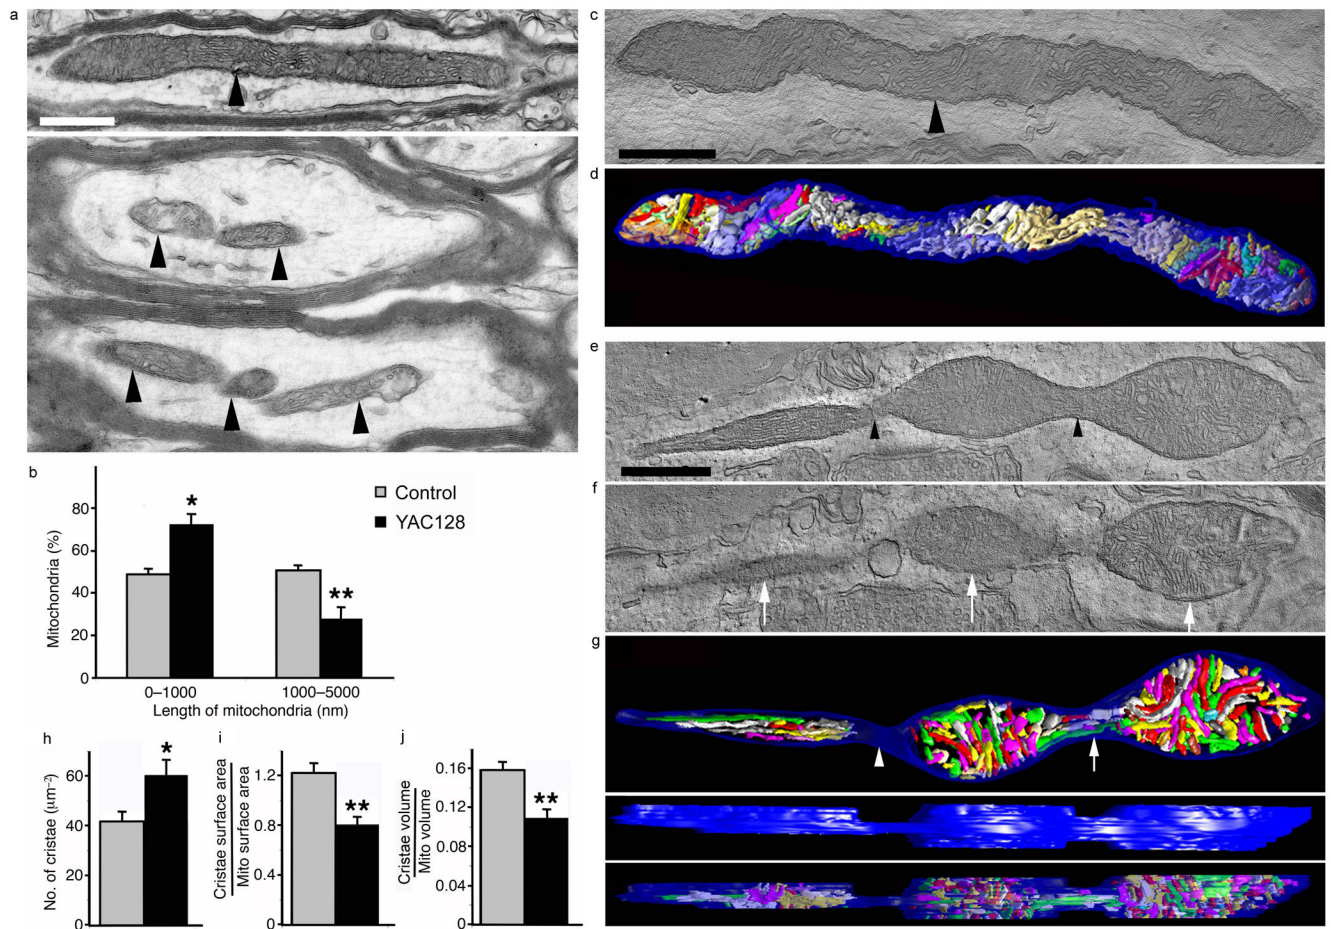 a
c
d
e
f
b
80
60
40
20
0
Mitochondria (%)
*
**
Control
YAC128
0–1000
1000–5000
Length of mitochondria (nm)
g
h
60
40
20
0
No. of cristae (µm⁻²)
*
i
1.2
0.8
0.4
0
Cristae surface area
Mito surface area
**
j
0.16
0.12
0.08
0.04
0
Cristae volume
Mito volume
**